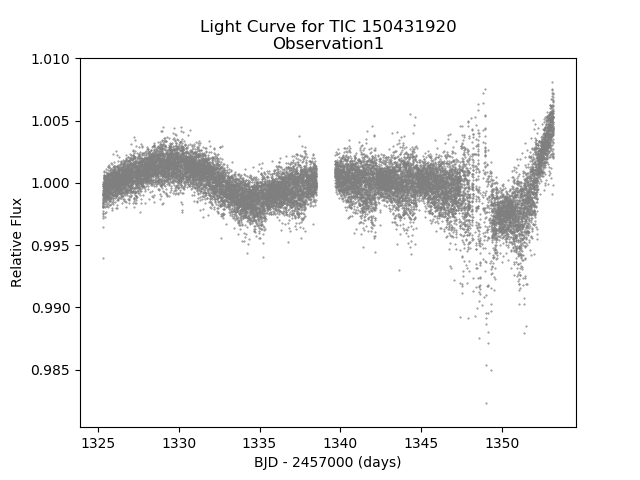 Light Curve for TIC 150431920
Observation1
1.010
1.005
1.000
0.995
0.990
0.985
Relative Flux
1325 1330 1335 1340 1345 1350
BJD - 2457000 (days)